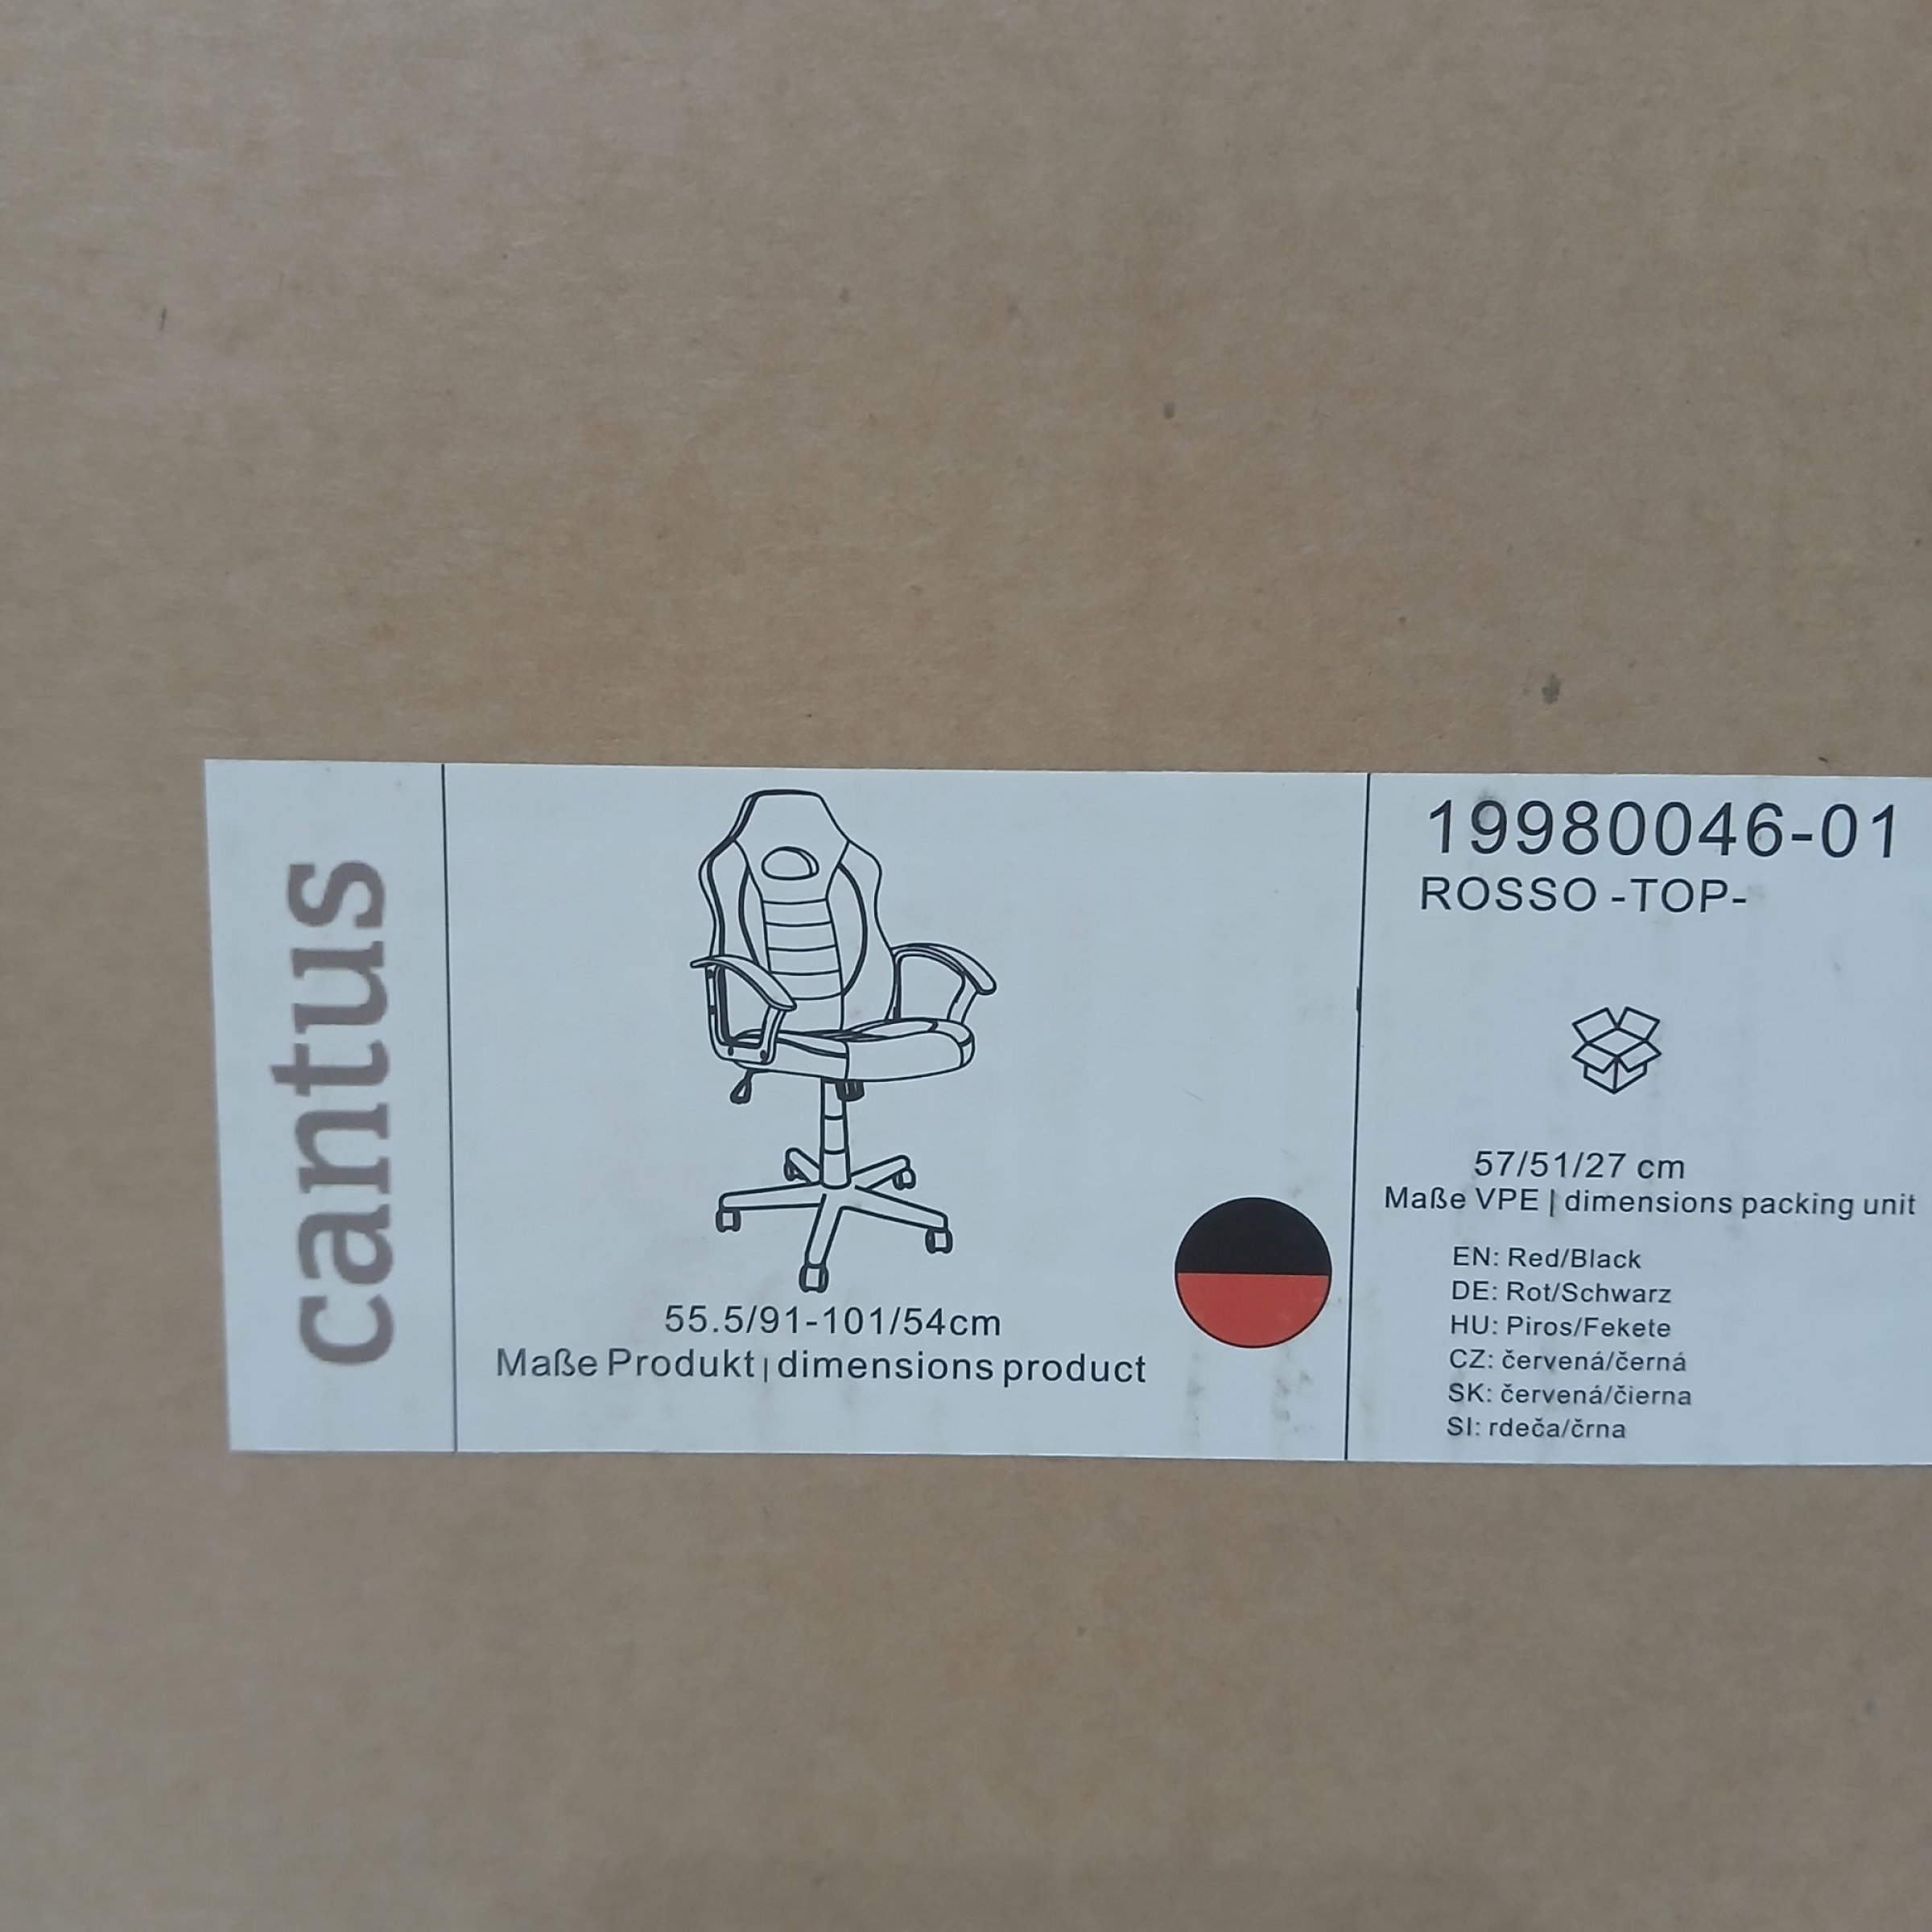 cantus
55.5/91-101/54cm
Maße Produkt | dimensions product
19980046-01
ROSSO -TOP-
57/51/27 cm
Maße VPE | dimensions packing unit
EN: Red/Black
DE: Rot/Schwarz
HU: Piros/Fekete
CZ: červená/černá
SK: červená/čierna
SI: rdeča/črna